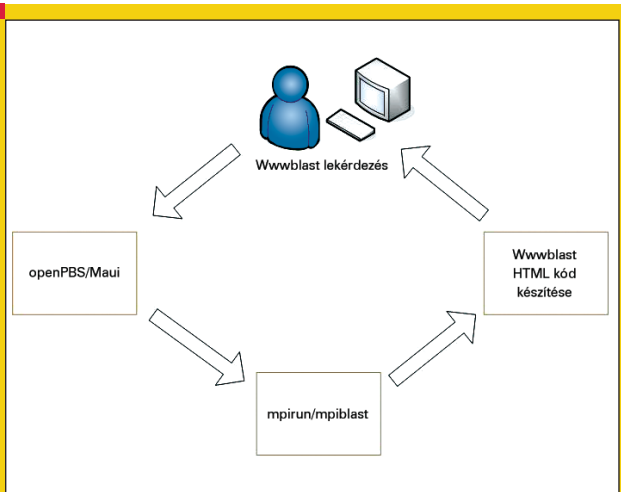 Wwwblast lekérdezés
openPBS/Maui
Wwwblast
HTML kód
készítése
mpirun/mpiblast